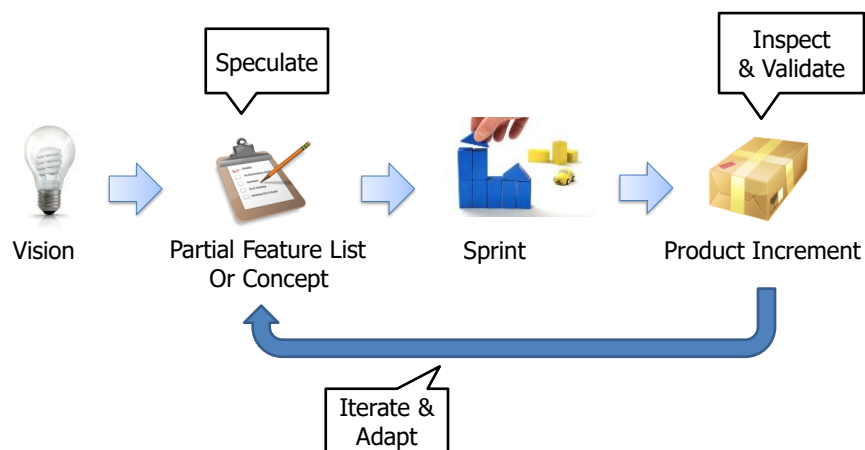 Speculate
Inspect
& Validate
Vision
Partial Feature List
Or Concept
Sprint
Product Increment
Iterate &
Adapt